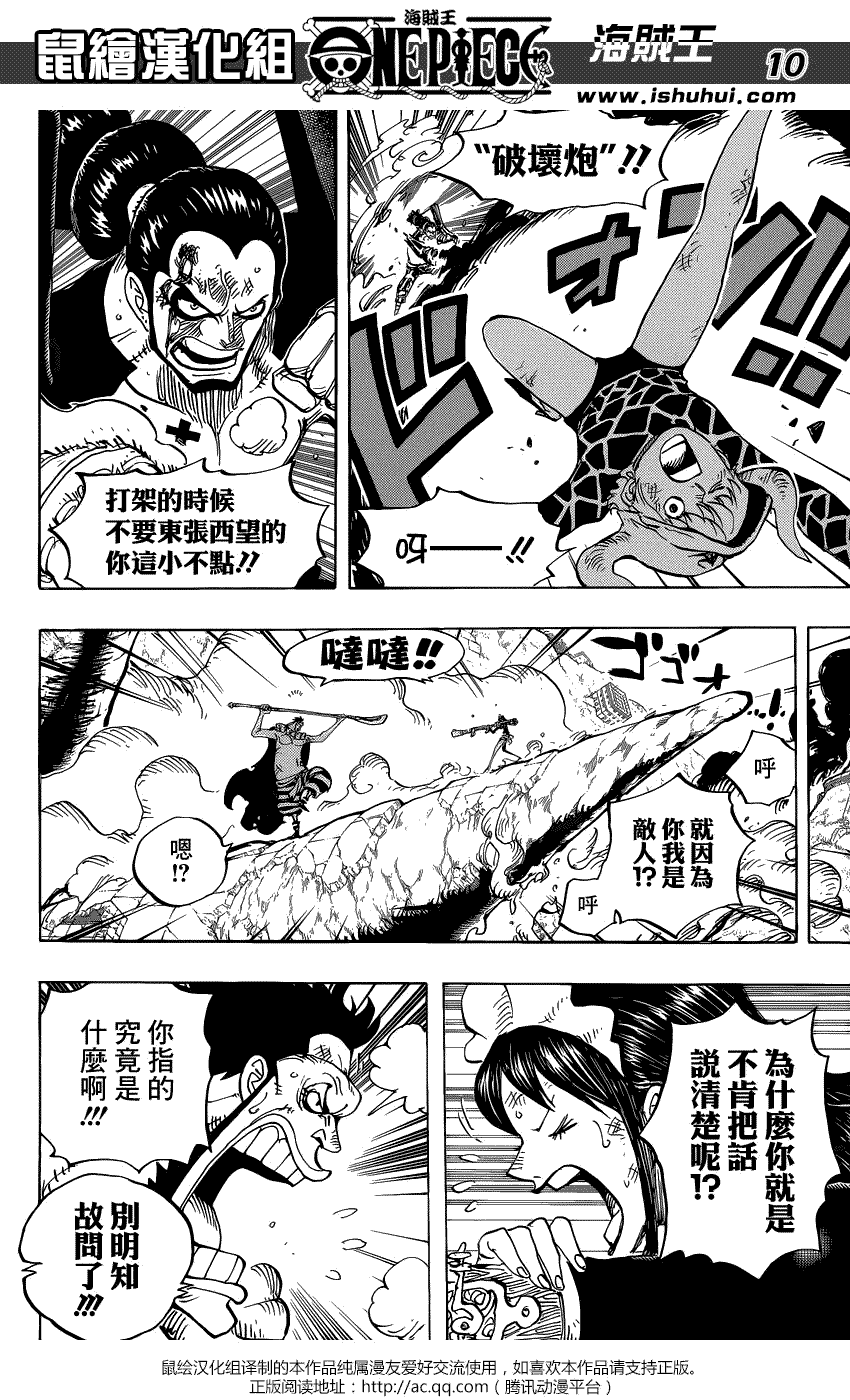 鼠繪漢化組
海賊王
ONE PIECE
海賊王
10
www.ishuhui.com
“破壞炮”!!
ドォン!!
呀——!!
打架的時候
不要東張西望的
你這小不點!!
噠噠!!
ゴゴゴ...
...!
呼
就因為
你我是
敵人!?
呼
嗯
!?
為什麼你就是
不肯把話
說清楚呢!?
你指的
究竟是
什麼啊!!!
別明知
故問了!!!
鼠绘汉化组译制的本作品纯属漫友爱好交流使用，如喜欢本作品请支持正版。
正版阅读地址：http://ac.qq.com（腾讯动漫平台）